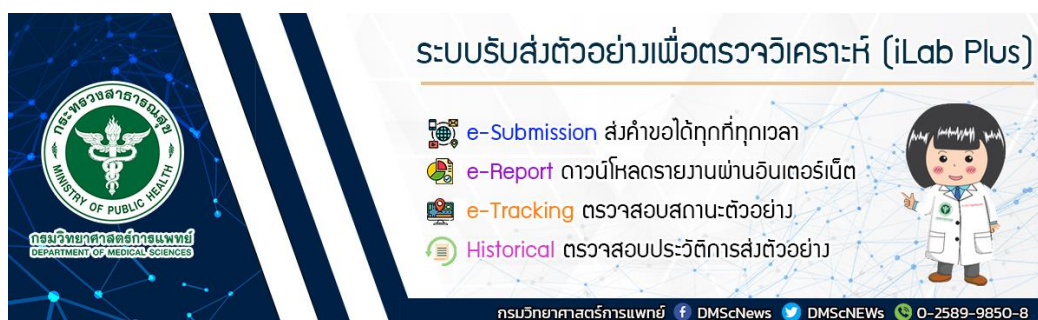 กระทรวงสาธารณสุข
MINISTRY OF PUBLIC HEALTH
กรมวิทยาศาสตร์การแพทย์
DEPARTMENT OF MEDICAL SCIENCES
ระบบรับส่งตัวอย่างเพื่อตรวจวิเคราะห์ (iLab Plus)
e-Submission ส่งคำขอได้ทุกที่ทุกเวลา
e-Report ดาวน์โหลดรายงานผ่านอินเตอร์เน็ต
e-Tracking ตรวจสอบสถานะตัวอย่าง
Historical ตรวจสอบประวัติการส่งตัวอย่าง
กรมวิทยาศาสตร์การแพทย์ DMScNews DMScNEWs 0-2589-9850-8